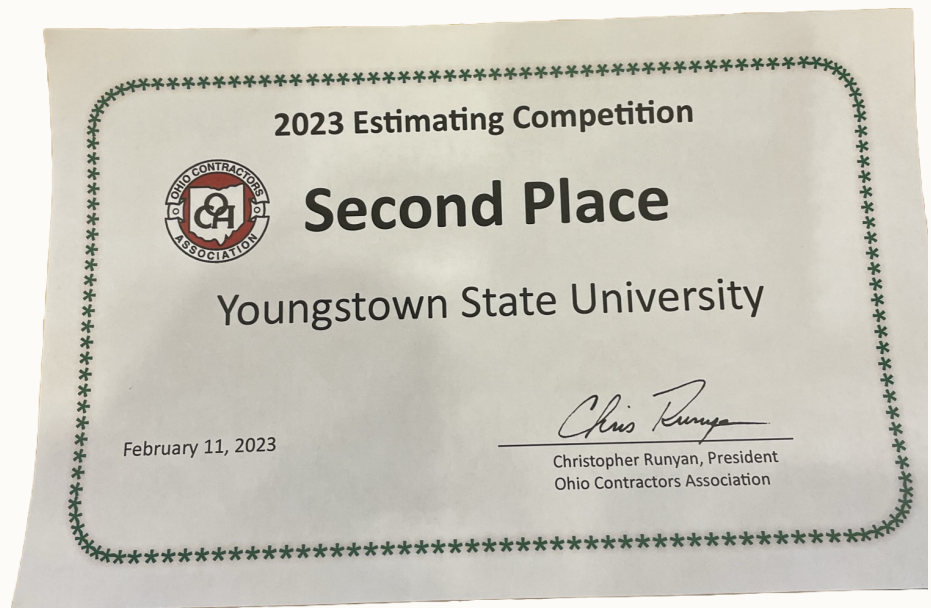 2023 Estimating Competition
OHIO CONTRACTORS
OCA
ASSOCIATION
Second Place
Youngstown State University
Chris Runyan
February 11, 2023
Christopher Runyan, President
Ohio Contractors Association